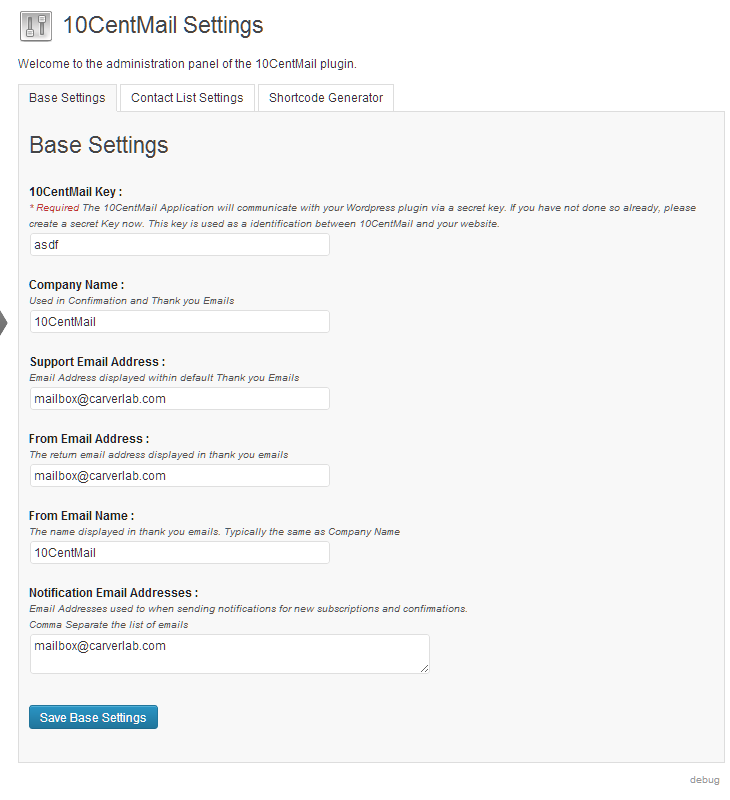 10CentMail Settings
Welcome to the administration panel of the 10CentMail plugin.
Base Settings
Contact List Settings
Shortcode Generator
Base Settings
10CentMail Key :
* Required The 10CentMail Application will communicate with your Wordpress plugin via a secret key. If you have not done so already, please
create a secret Key now. This key is used as a identification between 10CentMail and your website.
asdf
Company Name :
Used in Confimation and Thank you Emails
10CentMail
Support Email Address :
Email Address displayed within default Thank you Emails
mailbox@carverlab.com
From Email Address :
The return email address displayed in thank you emails
mailbox@carverlab.com
From Email Name :
The name displayed in thank you emails. Typically the same as Company Name
10CentMail
Notification Email Addresses :
Email Addresses used to when sending notifications for new subscriptions and confirmations.
Comma Separate the list of emails
mailbox@carverlab.com
Save Base Settings
debug